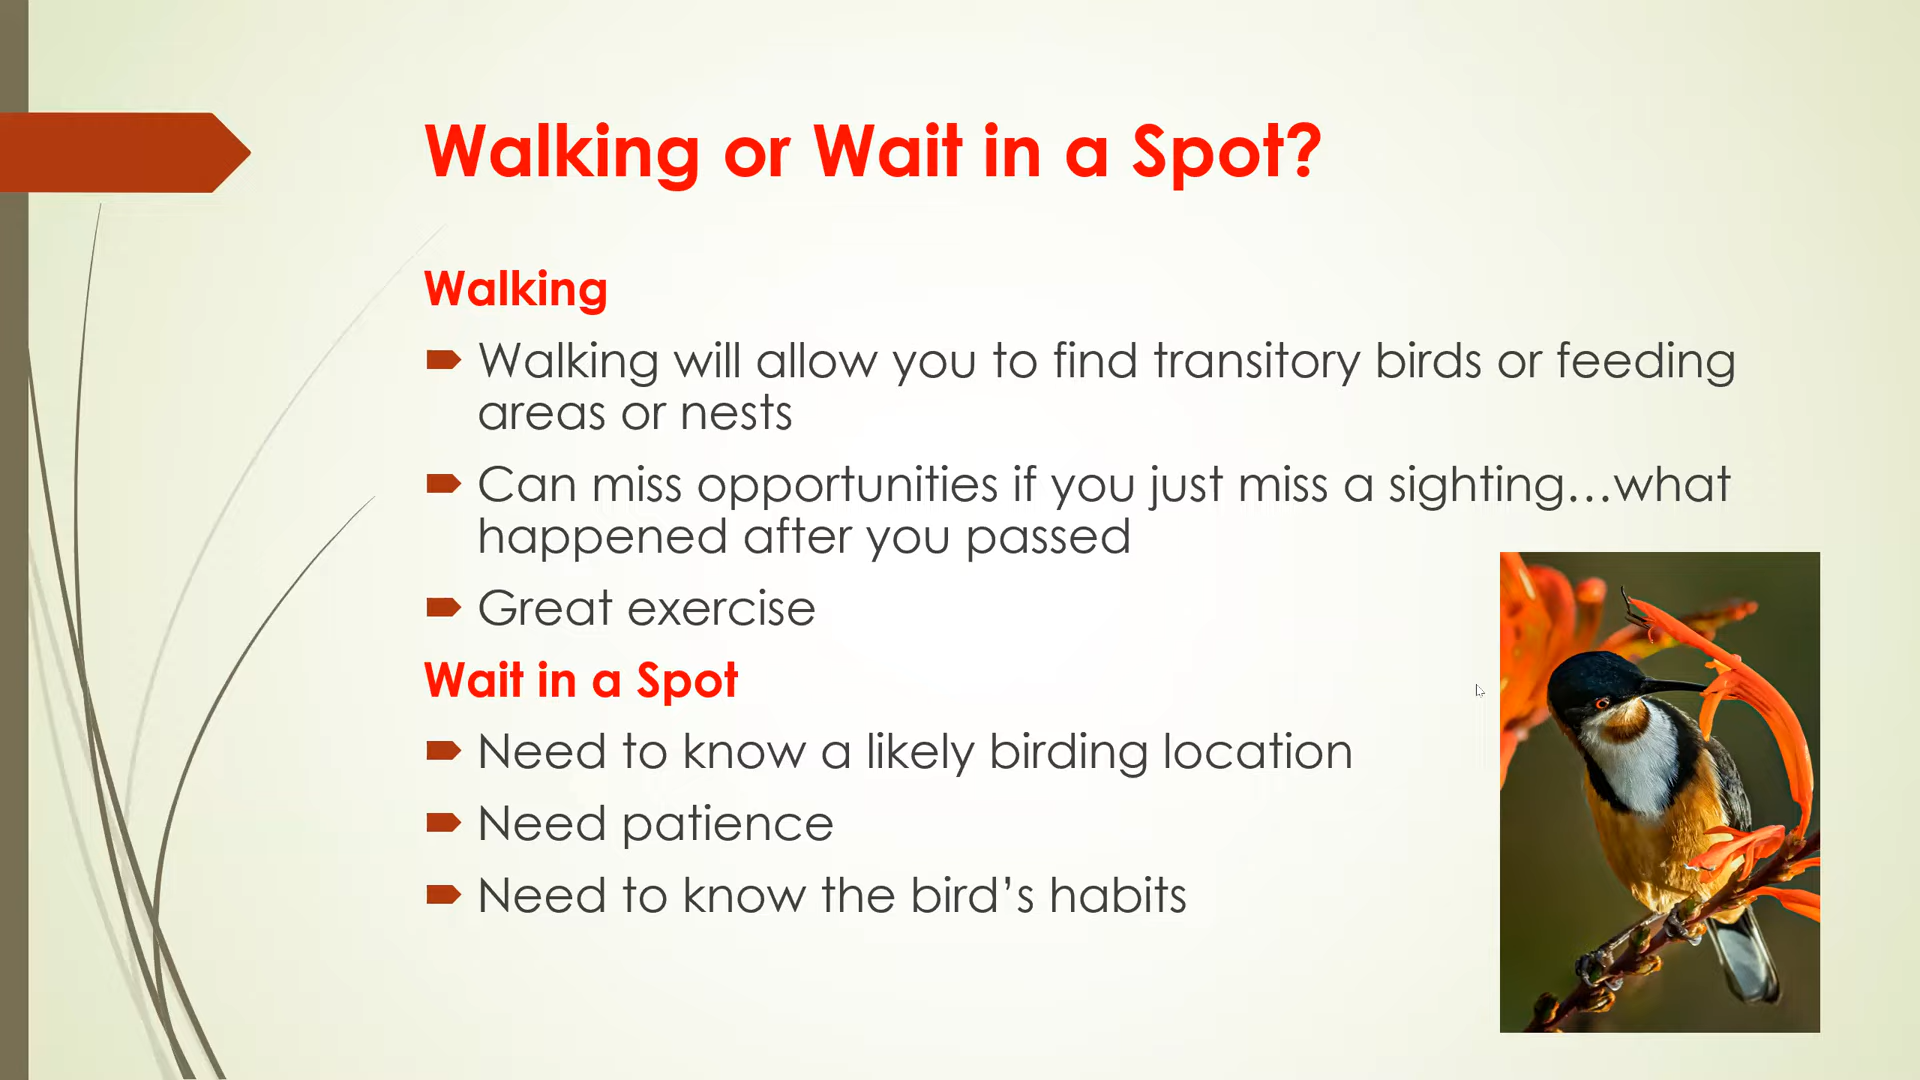 Walking or Wait in a Spot?
Walking
Walking will allow you to find transitory birds or feeding
areas or nests
Can miss opportunities if you just miss a sighting…what
happened after you passed
Great exercise
Wait in a Spot
Need to know a likely birding location
Need patience
Need to know the bird’s habits